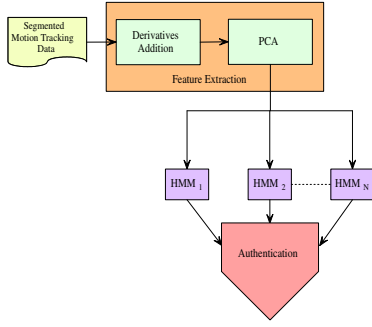 Segmented
Motion Tracking
Data
Derivatives
Addition
PCA
Feature Extraction
HMM 1
HMM 2
HMM N
Authentication